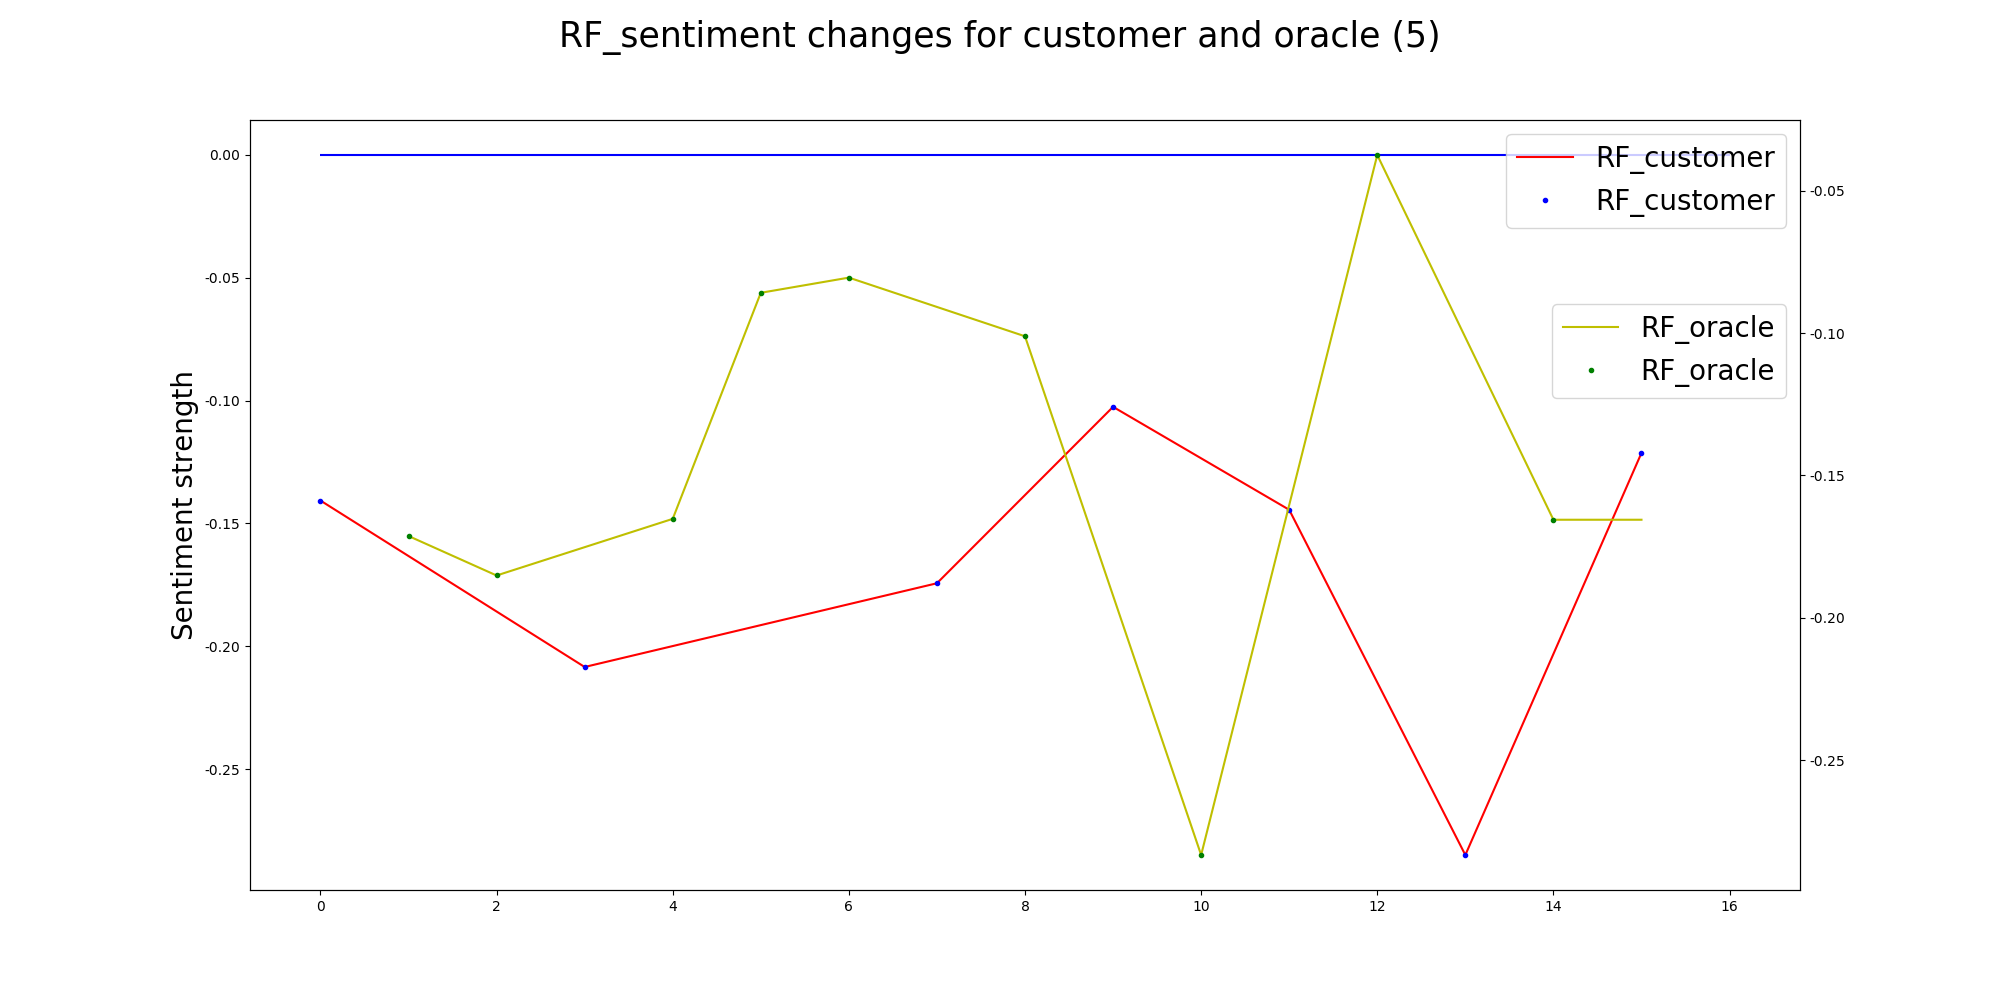 RF_sentiment changes for customer and oracle (5)
RF_customer
RF_customer
RF_oracle
RF_oracle
Sentiment strength
0.00
-0.05
-0.10
-0.15
-0.20
-0.25
-0.05
-0.10
-0.15
-0.20
-0.25
0 2 4 6 8 10 12 14 16